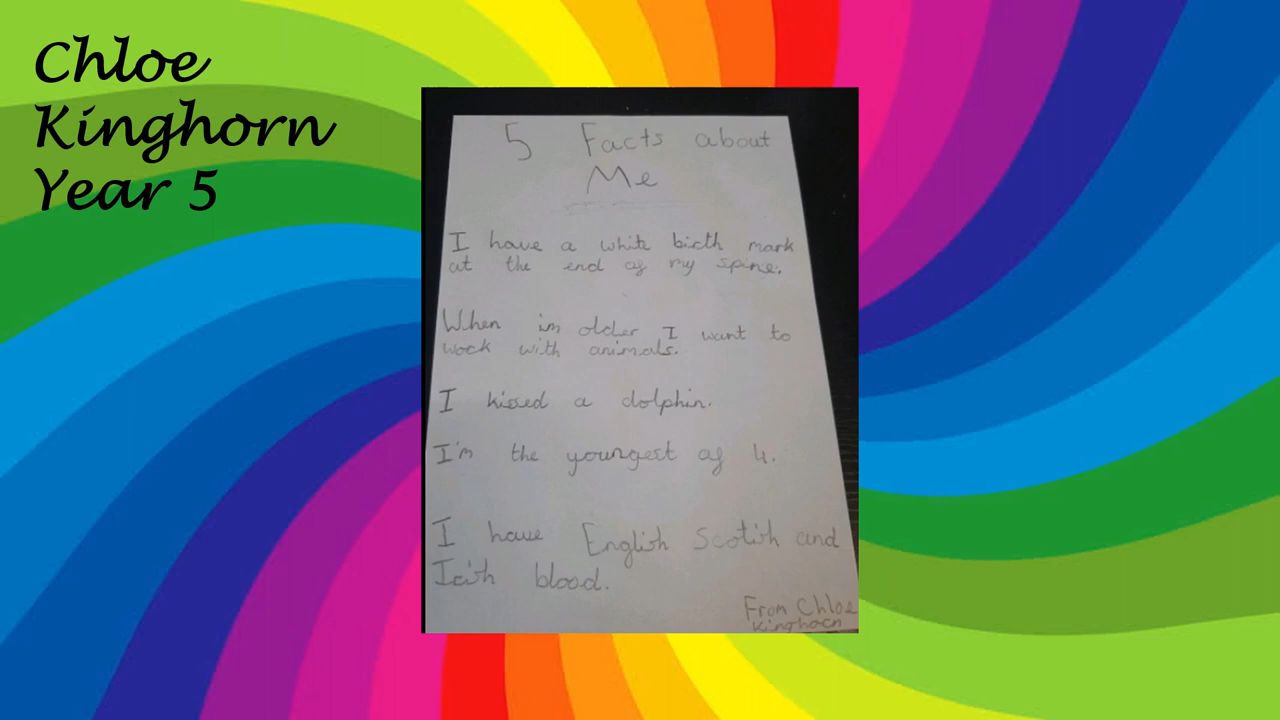 Chloe
Kinghorn
Year 5
5 Facts about
Me
I have a white birth mark
at the end of my spine.
When im older I want to
work with animals.
I kissed a dolphin.
I'm the youngest of 4.
I have English Scotish and
Irish blood.
From Chloe
Kinghorn